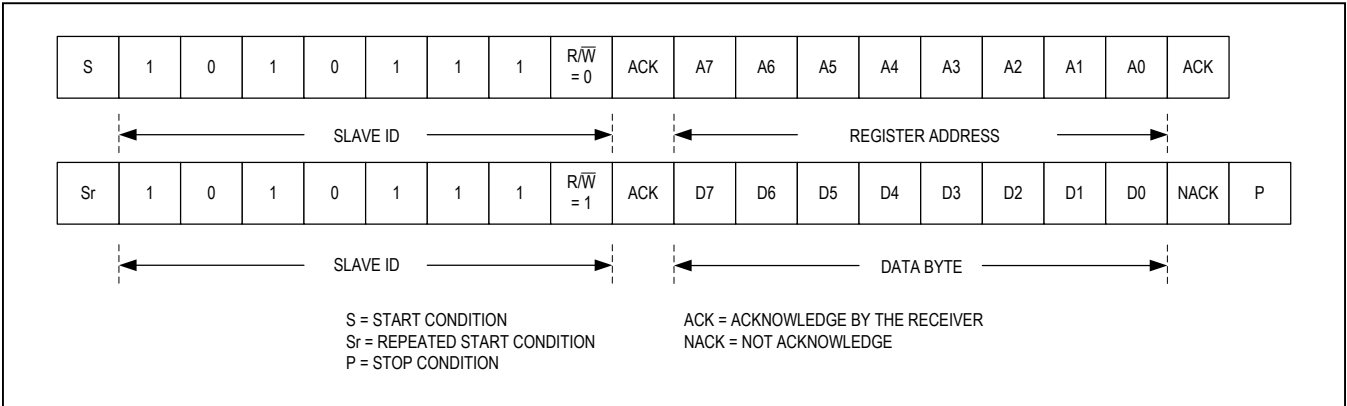 S 1 0 1 0 1 1 1 R/W̅ = 0 ACK A7 A6 A5 A4 A3 A2 A1 A0 ACK
SLAVE ID REGISTER ADDRESS
Sr 1 0 1 0 1 1 1 R/W̅ = 1 ACK D7 D6 D5 D4 D3 D2 D1 D0 NACK P
SLAVE ID DATA BYTE
S = START CONDITION
Sr = REPEATED START CONDITION
P = STOP CONDITION
ACK = ACKNOWLEDGE BY THE RECEIVER
NACK = NOT ACKNOWLEDGE